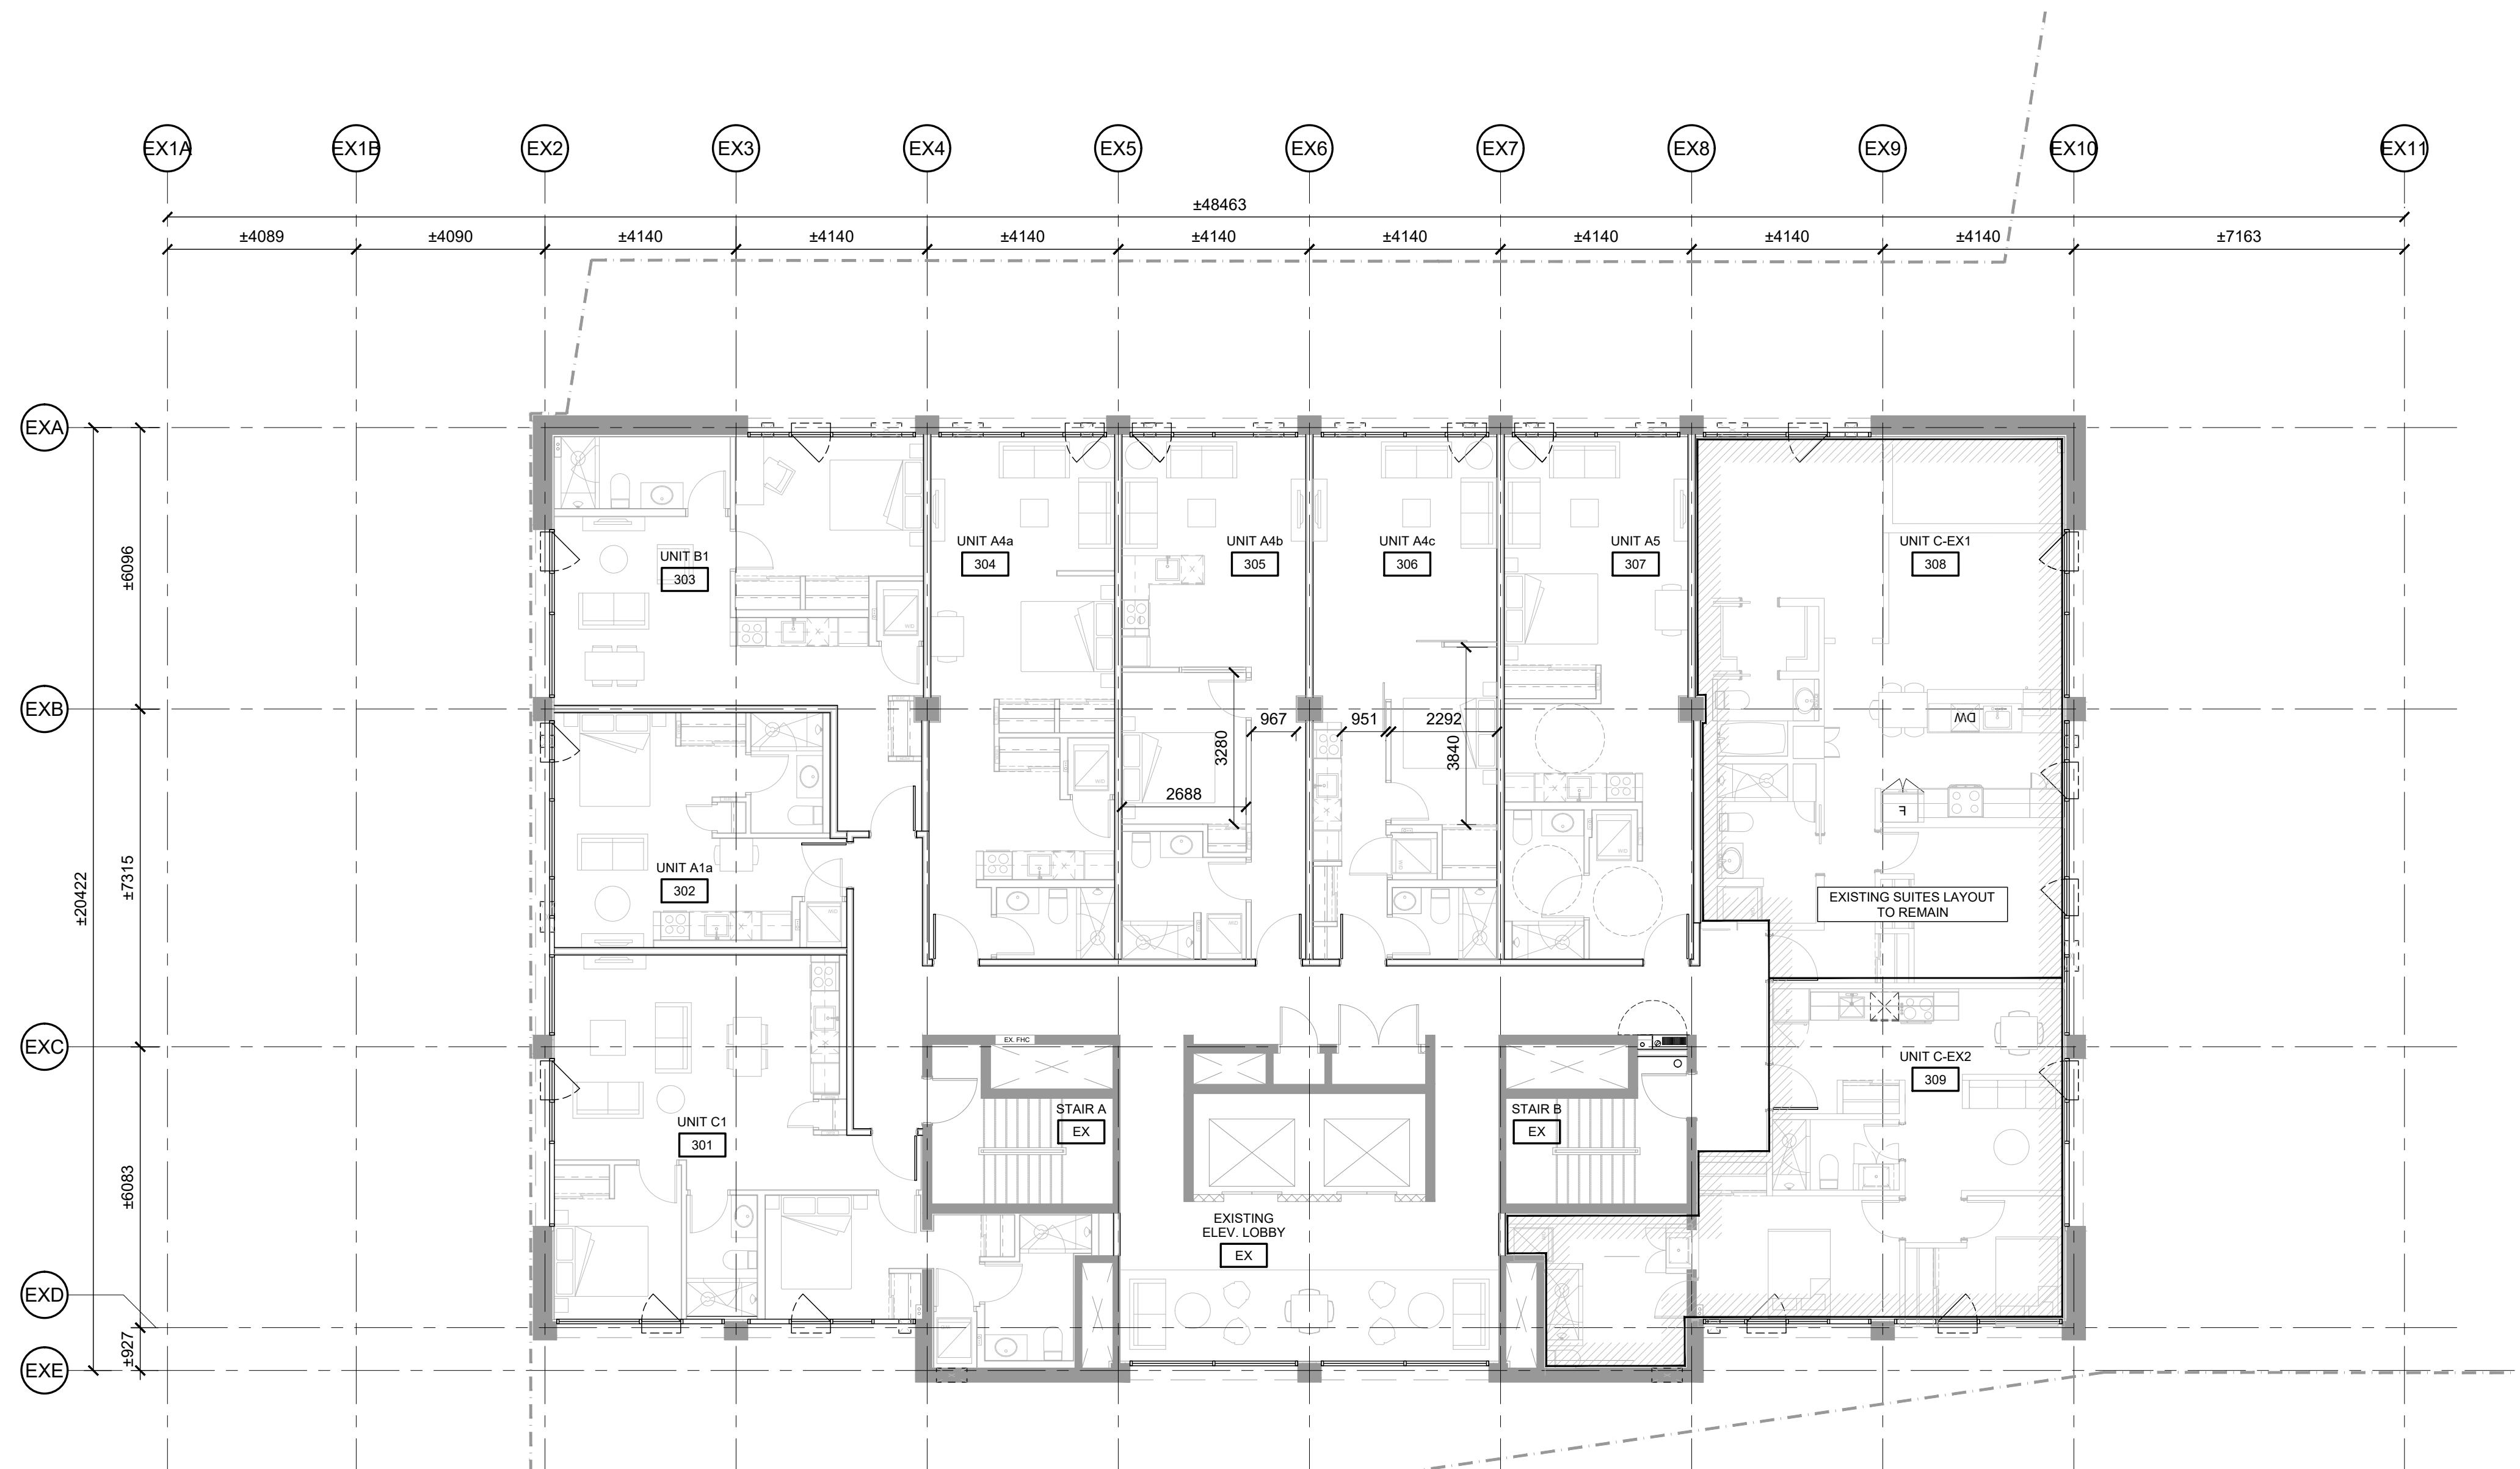 EX1A
EX1B
EX2
EX3
EX4
EX5
EX6
EX7
EX8
EX9
EX10
EX11
±48463
±4089
±4090
±4140
±4140
±4140
±4140
±4140
±4140
±4140
±4140
±7163
EXA
EXB
EXC
EXD
EXE
±20422
±6096
±7315
±6083
±927
UNIT B1
303
UNIT A4a
304
UNIT A4b
305
UNIT A4c
306
UNIT A5
307
UNIT C-EX1
308
967
951
2292
3280
3840
2688
DW
F
UNIT A1a
302
EXISTING SUITES LAYOUT
TO REMAIN
EX. FHC
UNIT C-EX2
309
STAIR A
EX
STAIR B
EX
UNIT C1
301
EXISTING
ELEV. LOBBY
EX